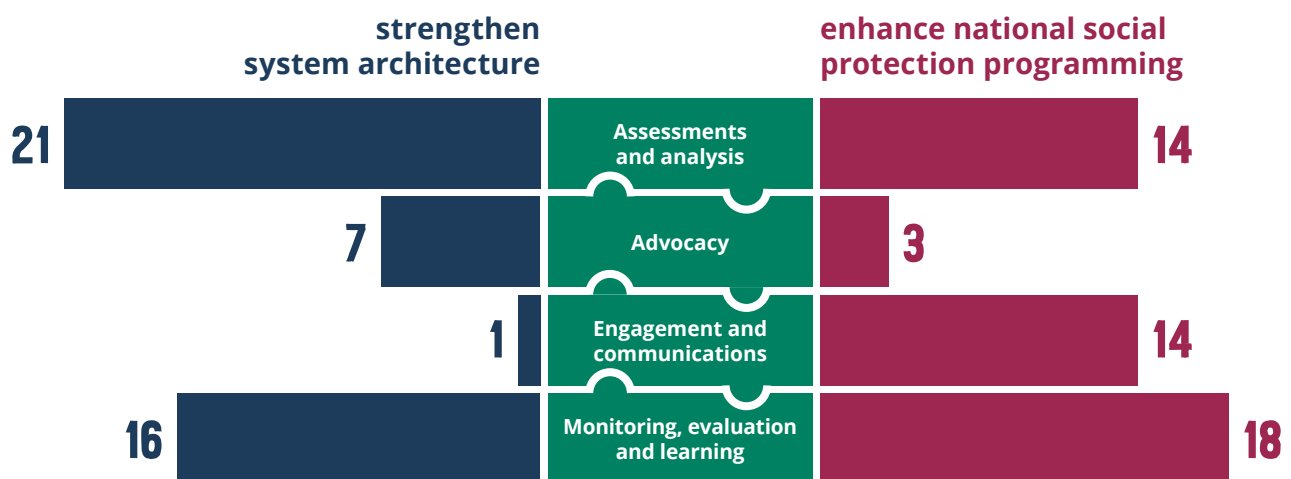 strengthen
system architecture
enhance national social
protection programming
21
Assessments
and analysis
14
7
Advocacy
3
1
Engagement and
communications
14
16
Monitoring, evaluation
and learning
18